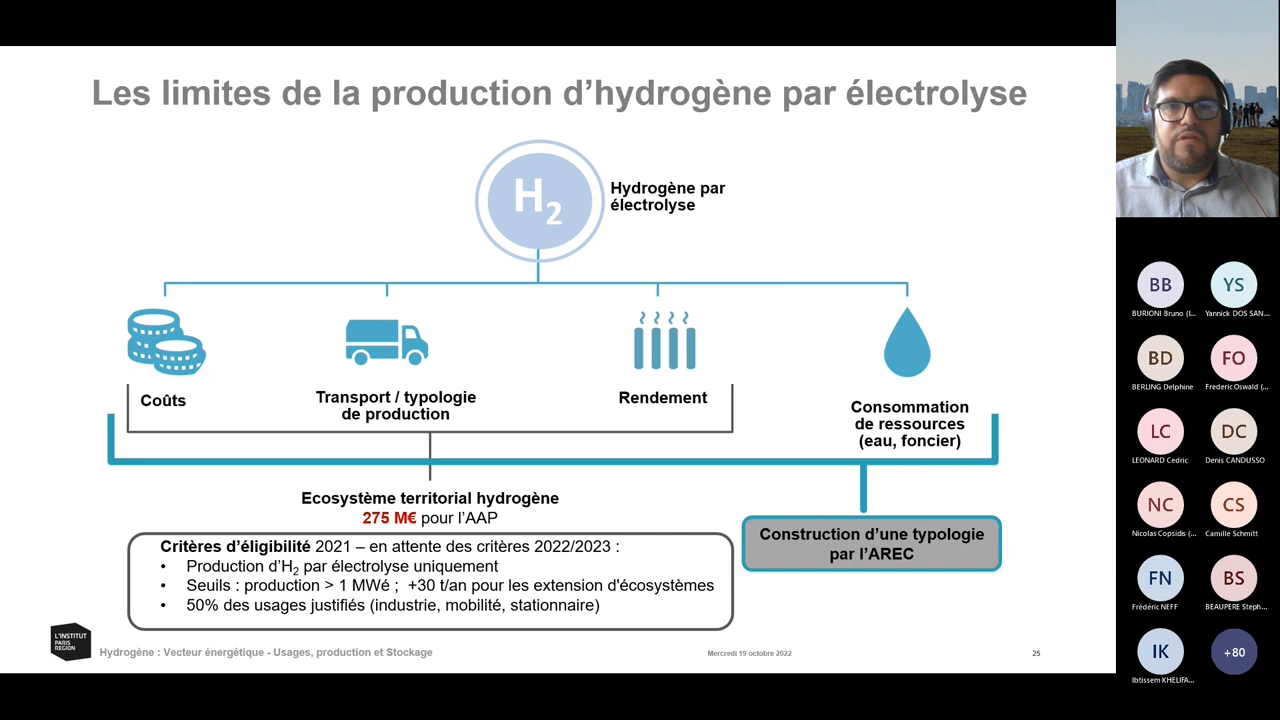 Les limites de la production d’hydrogène par électrolyse
H2
Hydrogène par
électrolyse
Coûts
Transport / typologie
de production
Rendement
Consommation
de ressources
(eau, foncier)
Ecosystème territorial hydrogène
275 M€ pour l’AAP
Critères d’éligibilité 2021 – en attente des critères 2022/2023 :
• Production d’H2 par électrolyse uniquement
• Seuils : production > 1 MWé ; +30 t/an pour les extension d'écosystèmes
• 50% des usages justifiés (industrie, mobilité, stationnaire)
Construction d’une typologie
par l’AREC
L’INSTITUT
PARIS
REGION
Hydrogène : Vecteur énergétique - Usages, production et Stockage
Mercredi 19 octobre 2022
25
BB
YS
BURIONI Bruno (I...
Yannick DOS SAN...
BD
FO
BERLING Delphine
Frederic Oswald (...
LC
DC
LEONARD Cedric
Denis CANDUSSO
NC
CS
Nicolas Copsidis (...
Camille Schmitt
FN
BS
Frédéric NEFF
BEAUPERE Steph...
IK
+80
Ibtissem KHELIFA...